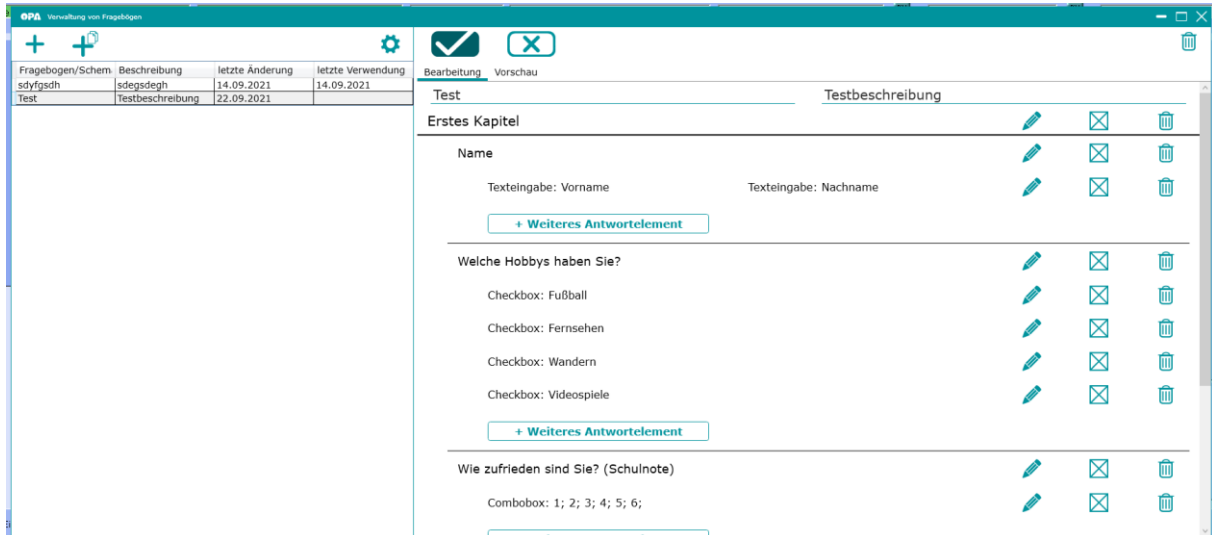 OPA Verwaltung von Fragebögen
Fragebogen/Schem Beschreibung letzte Änderung letzte Verwendung
sdyfgsdh sdegsdegh 14.09.2021 14.09.2021
Test Testbeschreibung 22.09.2021
Bearbeitung Vorschau
Test Testbeschreibung
Erstes Kapitel
Name
Texteingabe: Vorname Texteingabe: Nachname
+ Weiteres Antwortelement
Welche Hobbys haben Sie?
Checkbox: Fußball
Checkbox: Fernsehen
Checkbox: Wandern
Checkbox: Videospiele
+ Weiteres Antwortelement
Wie zufrieden sind Sie? (Schulnote)
Combobox: 1; 2; 3; 4; 5; 6;